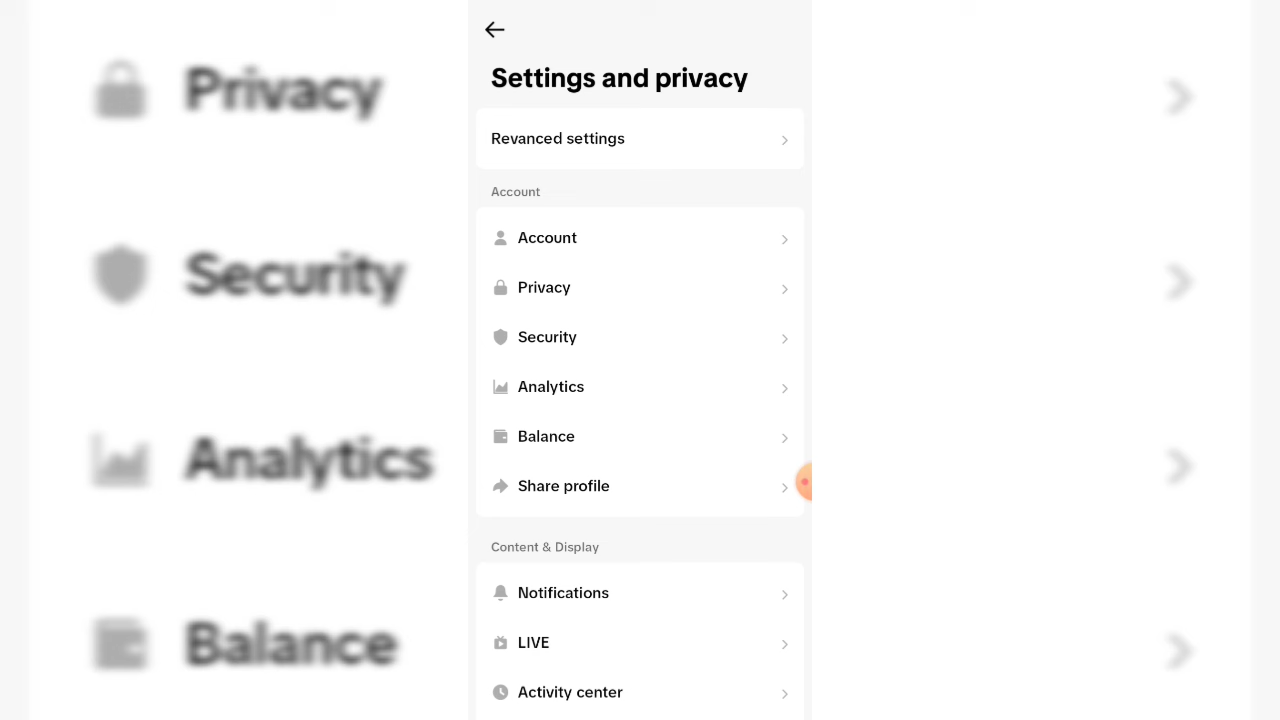 Settings and privacy
Revanced settings
Account
Account
Privacy
Security
Analytics
Balance
Share profile
Content & Display
Notifications
LIVE
Activity center
Privacy
Security
Analytics
Balance